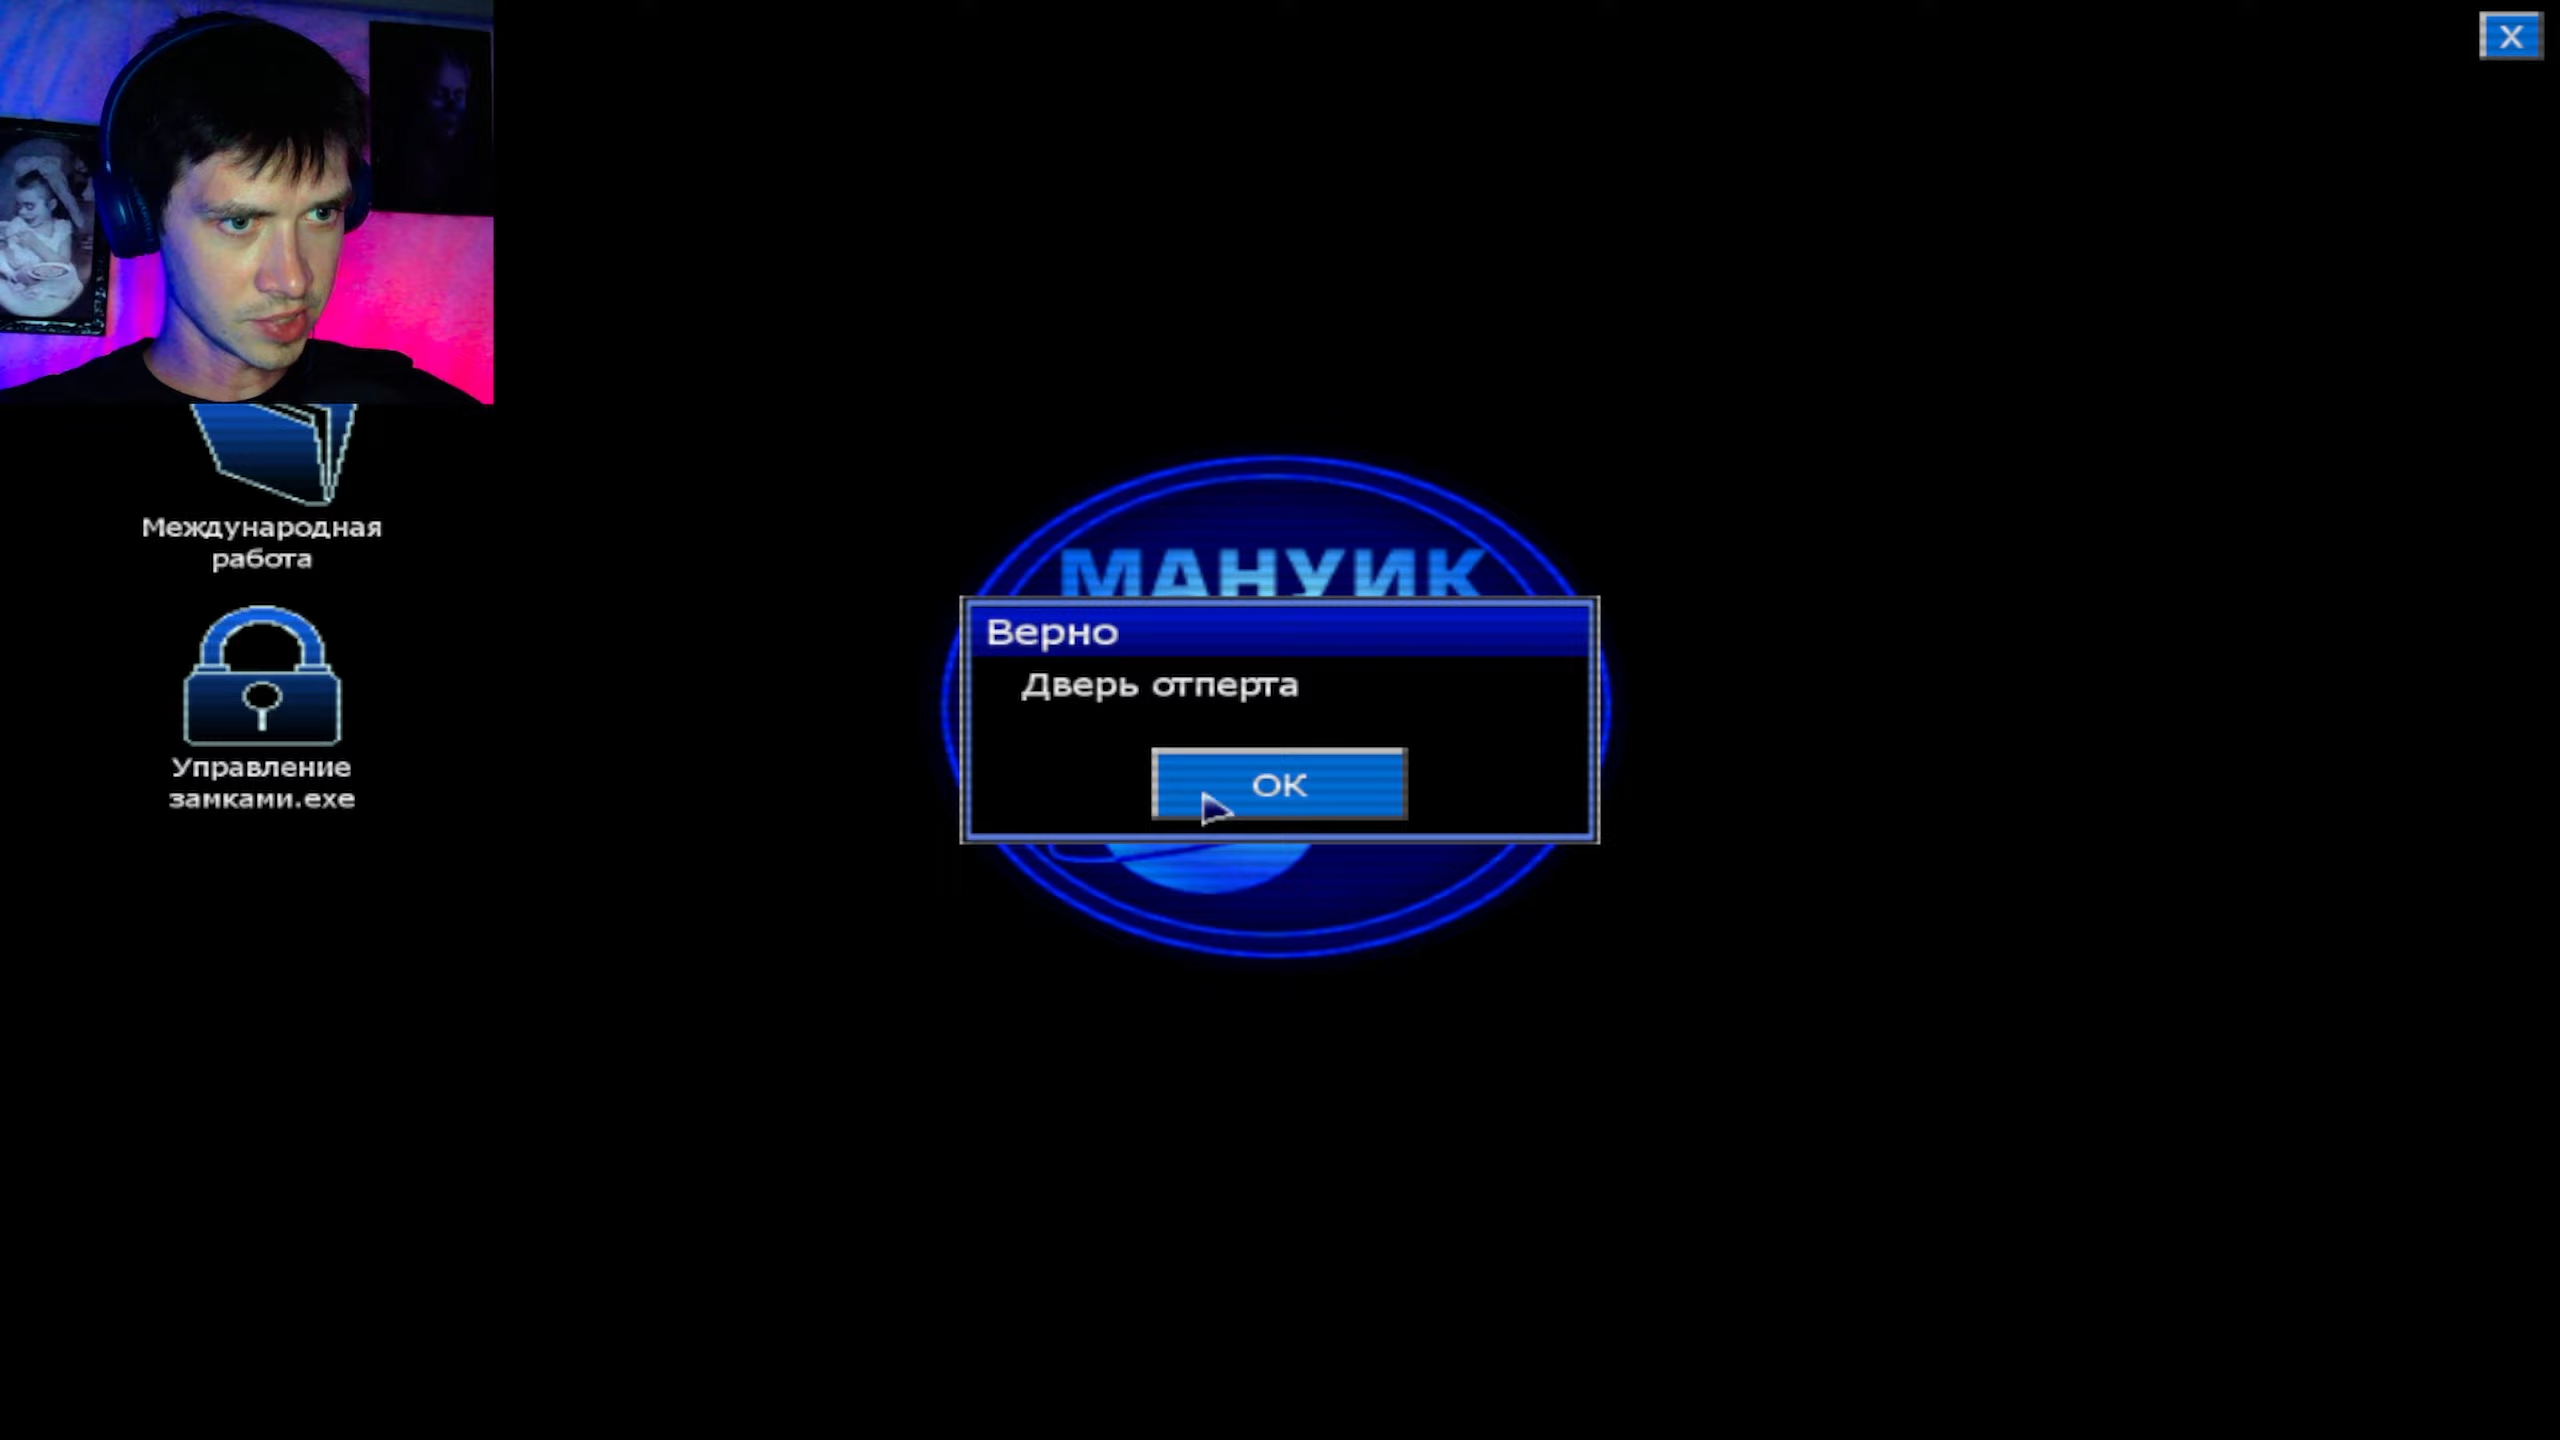 X
Международная
работа
Управление
замками.exe
МАНУИК
Верно
Дверь отперта
OK